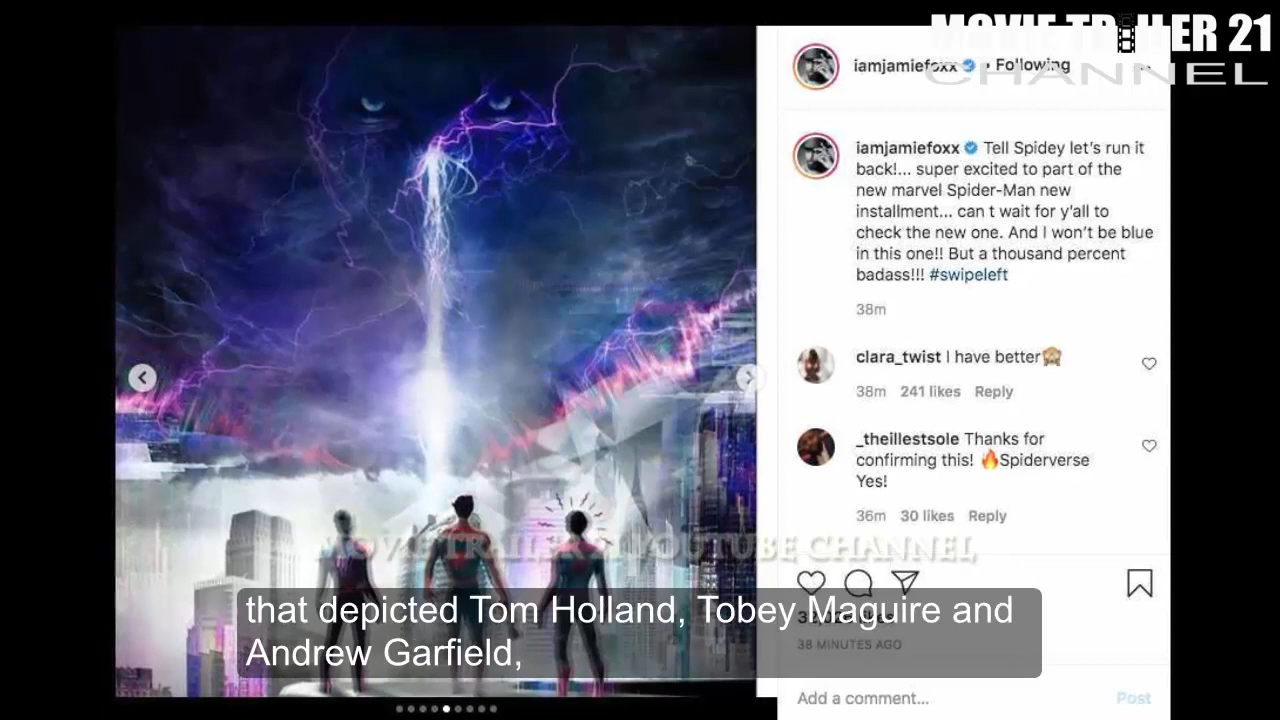 MOVIE TRAILER 21
CHANNEL
iamjamiefoxx • Following
iamjamiefoxx Tell Spidey let's run it
back!... super excited to part of the
new marvel Spider-Man new
installment... can t wait for y'all to
check the new one. And I won't be blue
in this one!! But a thousand percent
badass!!! #swipeleft
38m
clara_twist I have better🙈
38m 241 likes Reply
_theillestsole Thanks for
confirming this! 🔥Spiderverse
Yes!
36m 30 likes Reply
MOVIE TRAILER 21 YOUTUBE CHANNEL
that depicted Tom Holland, Tobey Maguire and
Andrew Garfield,
38 MINUTES AGO
Add a comment... Post